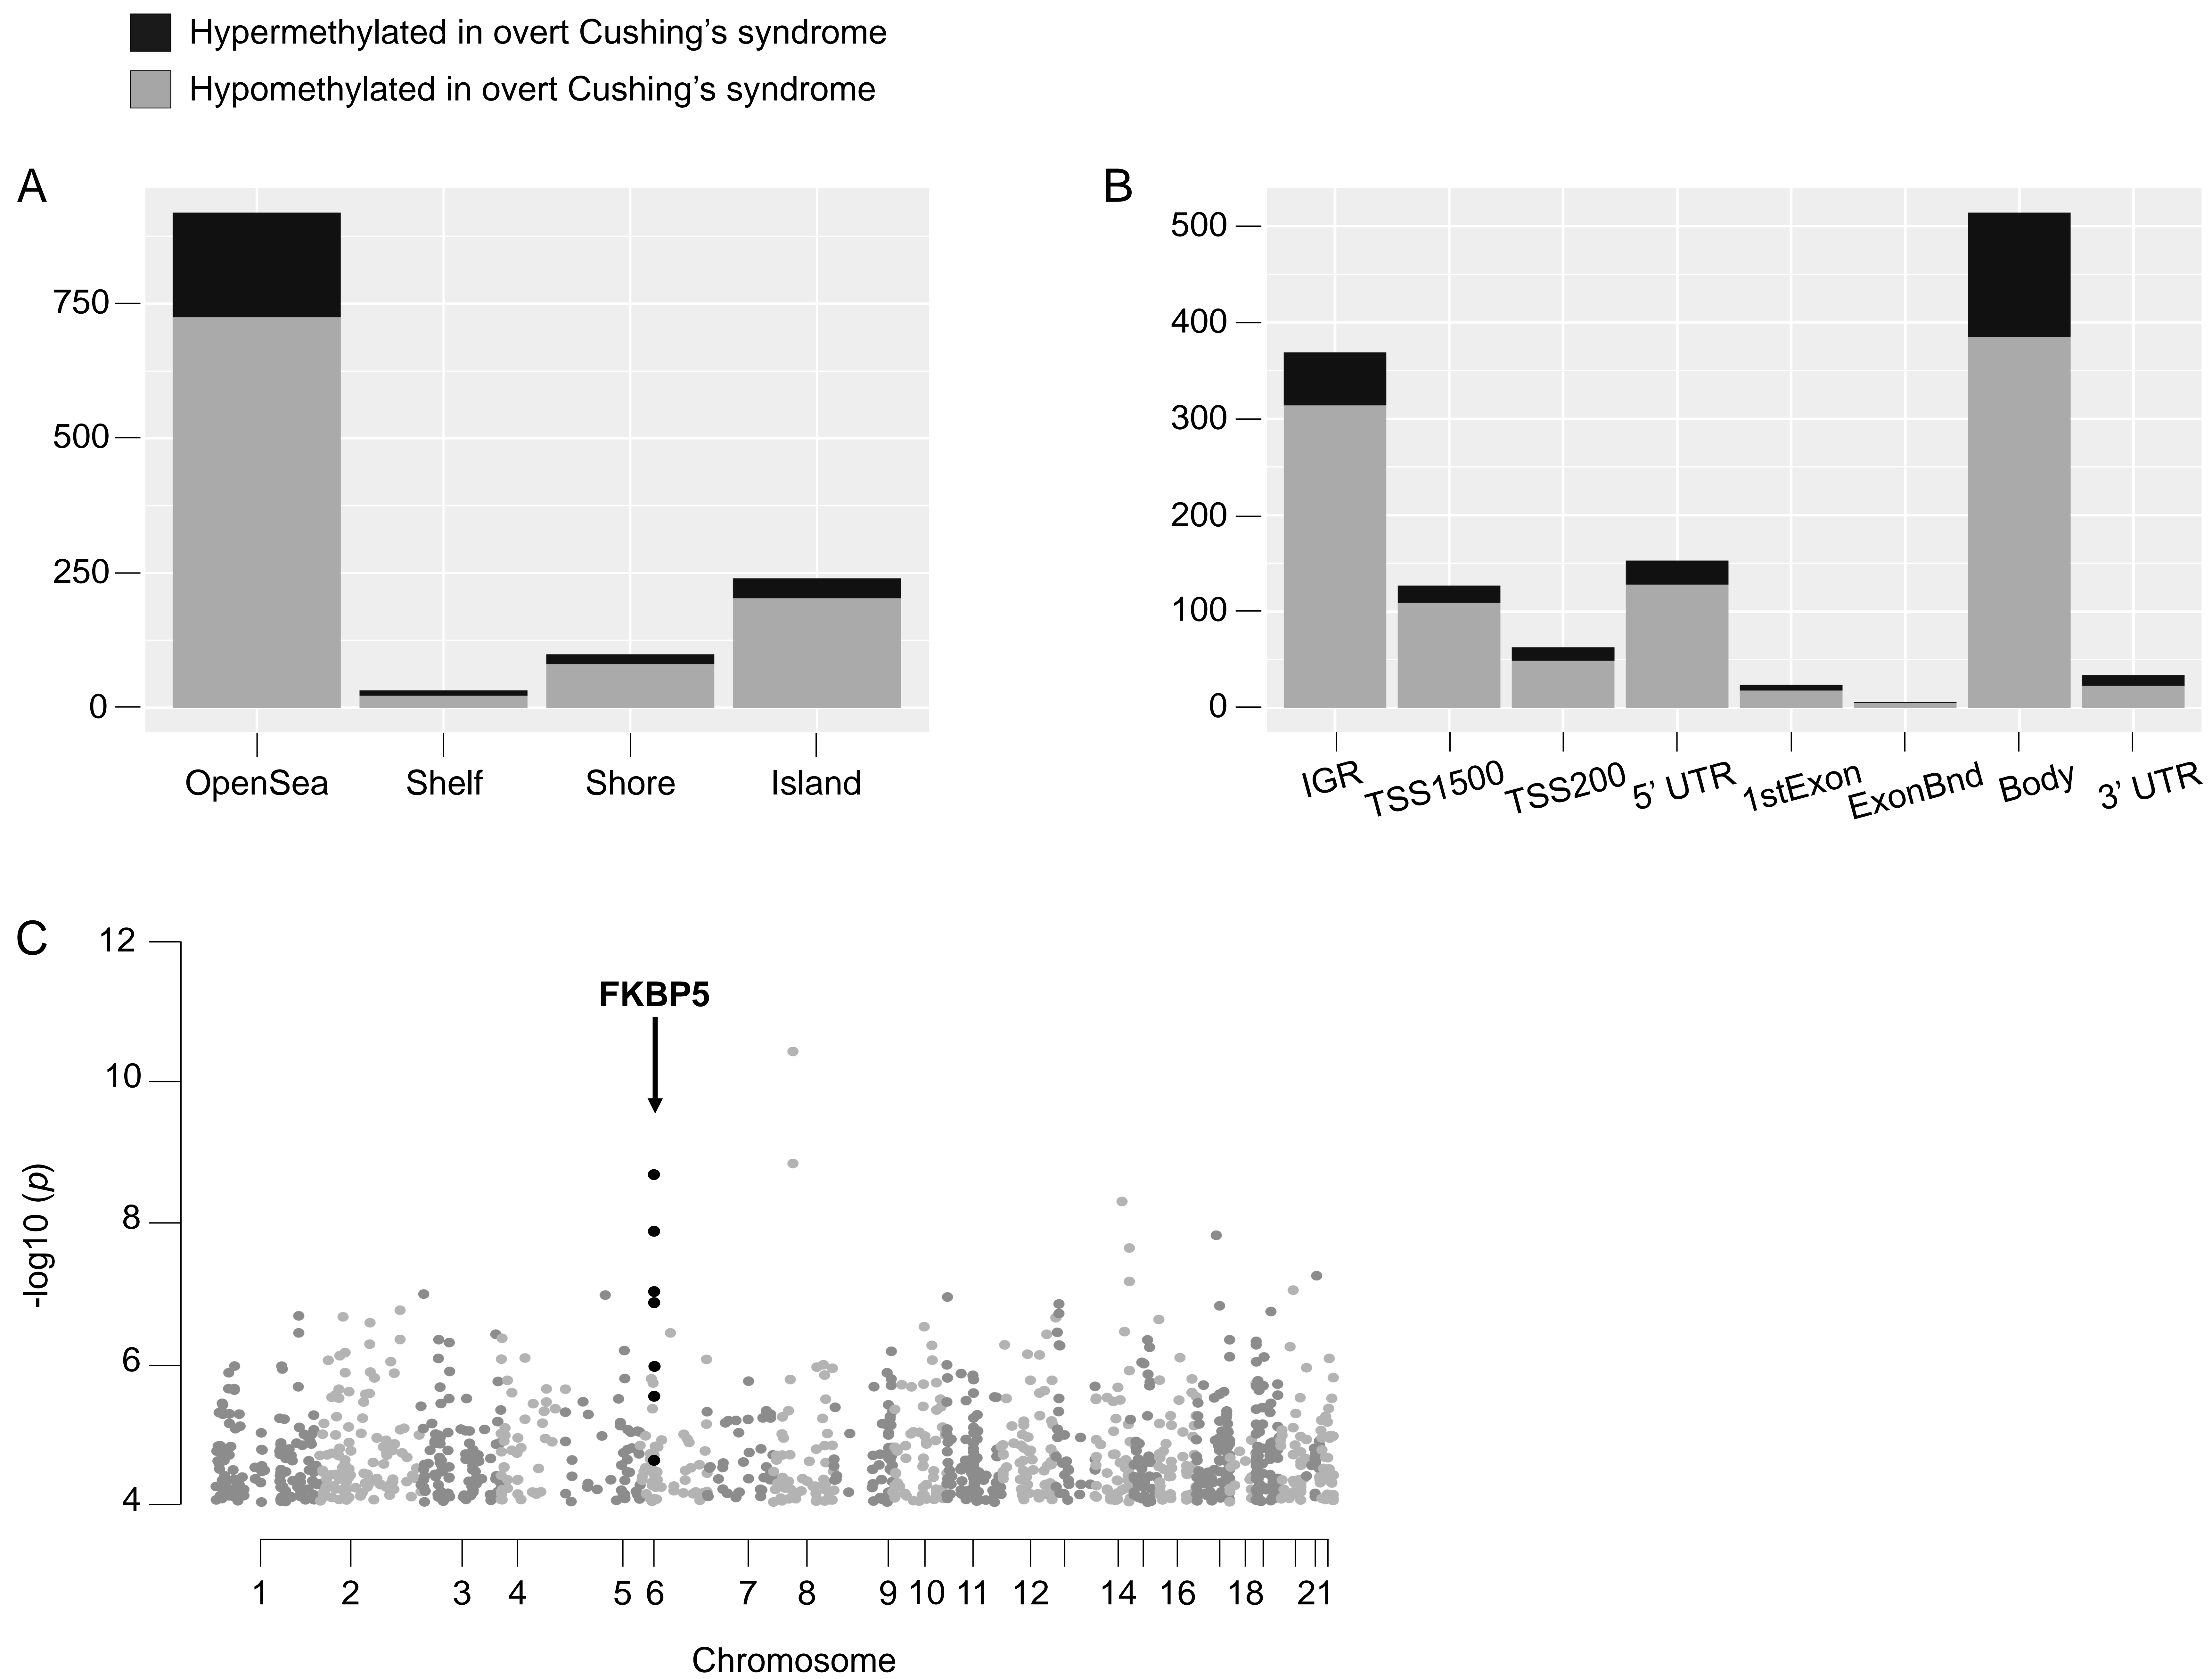 Hypermethylated in overt Cushing’s syndrome
Hypomethylated in overt Cushing’s syndrome
A
750
500
250
0
OpenSea Shelf Shore Island
B
500
400
300
200
100
0
IGR TSS1500 TSS200 5’ UTR 1stExon ExonBnd Body 3’ UTR
C
12
10
8
6
4
-log10 (p)
FKBP5
1 2 3 4 5 6 7 8 9 10 11 12 14 16 18 21
Chromosome